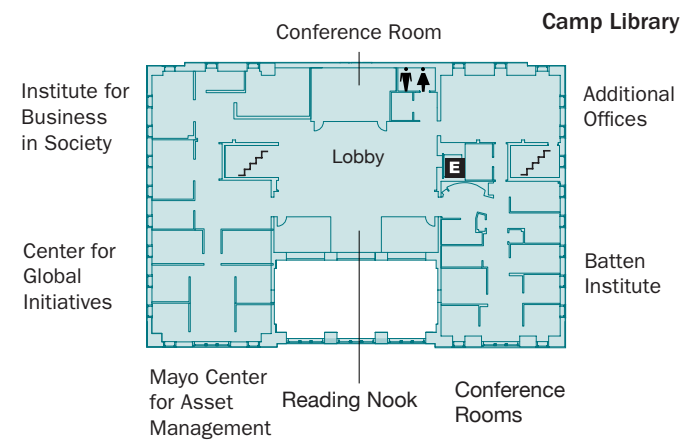 Camp Library
Conference Room
Institute for
Business
in Society
Additional
Offices
Lobby
E
Center for
Global
Initiatives
Batten
Institute
Mayo Center
for Asset
Management
Reading Nook
Conference
Rooms